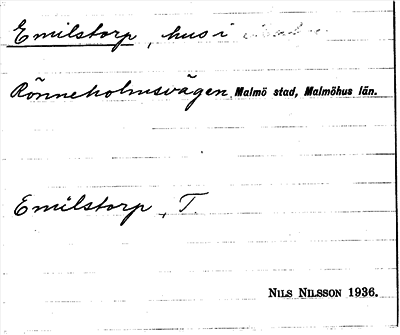 Emilstorp, hus i
Rönneholmsvägen Malmö stad, Malmöhus län.
Emilstorp, T.
NILS NILSSON 1936.